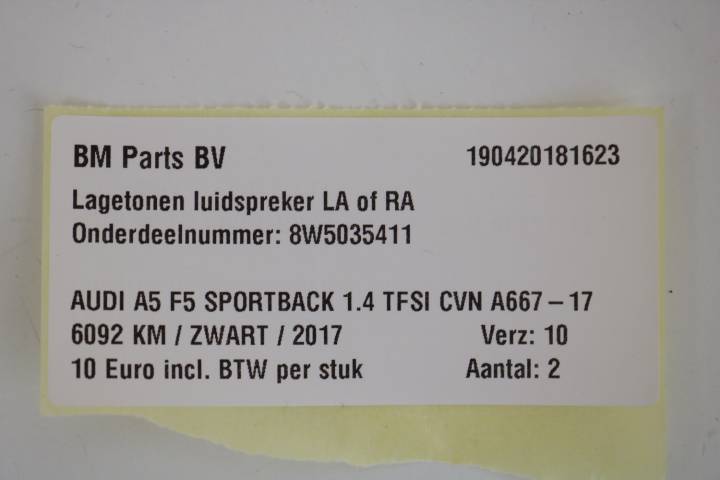 BM Parts BV 190420181623
Lagetonen luidspreker LA of RA
Onderdeelnummer: 8W5035411
AUDI A5 F5 SPORTBACK 1.4 TFSI CVN A667-17
6092 KM / ZWART / 2017 Verz: 10
10 Euro incl. BTW per stuk Aantal: 2